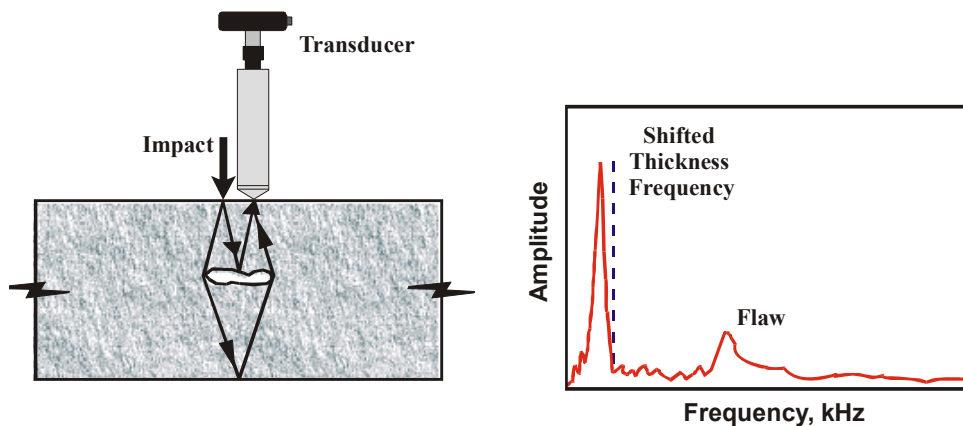 Transducer
Impact
Shifted
Thickness
Frequency
Flaw
Amplitude
Frequency, kHz